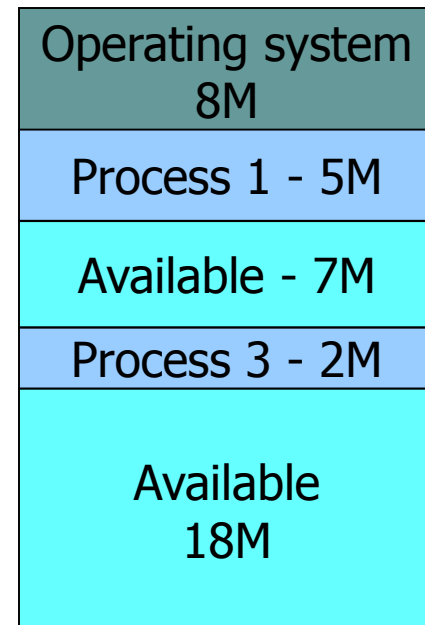 Operating system
8M
Process 1 - 5M
Available - 7M
Process 3 - 2M
Available
18M